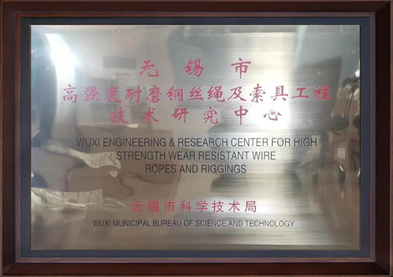 无锡市
高强度耐磨钢丝绳及索具工程
技术研究中心
WUXI ENGINEERING & RESEARCH CENTER FOR HIGH
STRENGTH WEAR RESISTANT WIRE
ROPES AND RIGGINGS
无锡市科学技术局
WUXI MUNICIPAL BUREAU OF SCIENCE AND TECHNOLOGY